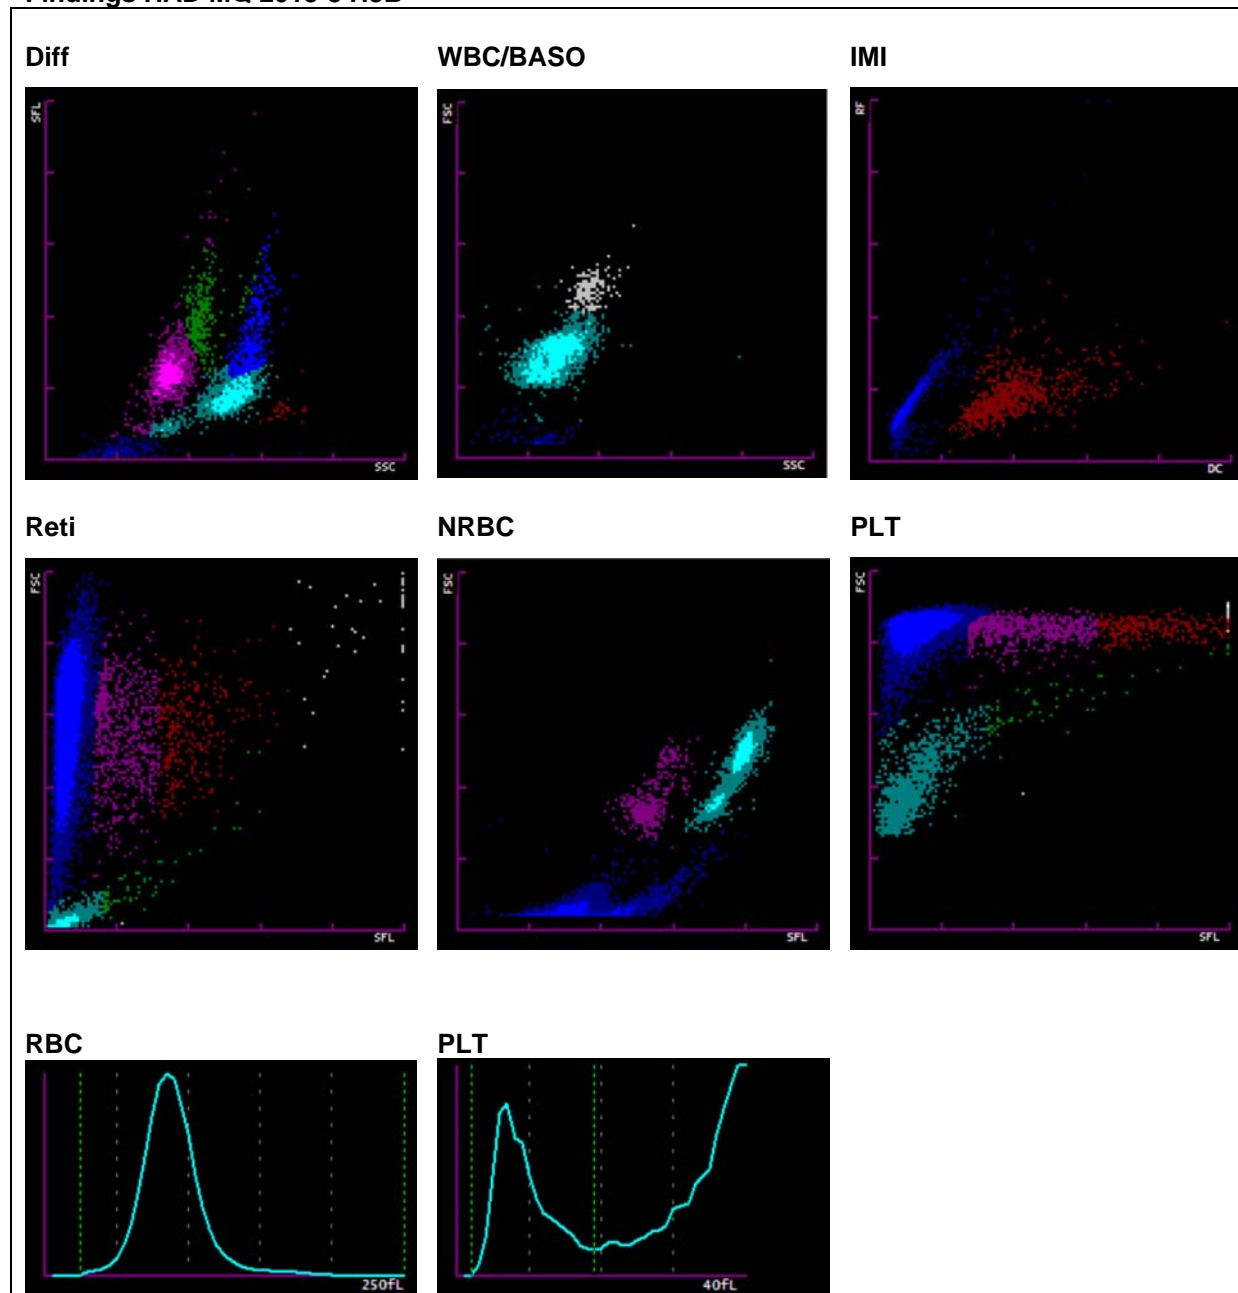 Diff
WBC/BASO
IMI
SFL
SSC
FSC
SSC
RF
DC
Reti
NRBC
PLT
FSC
SFL
FSC
SFL
FSC
SFL
RBC
PLT
250fL
40fL